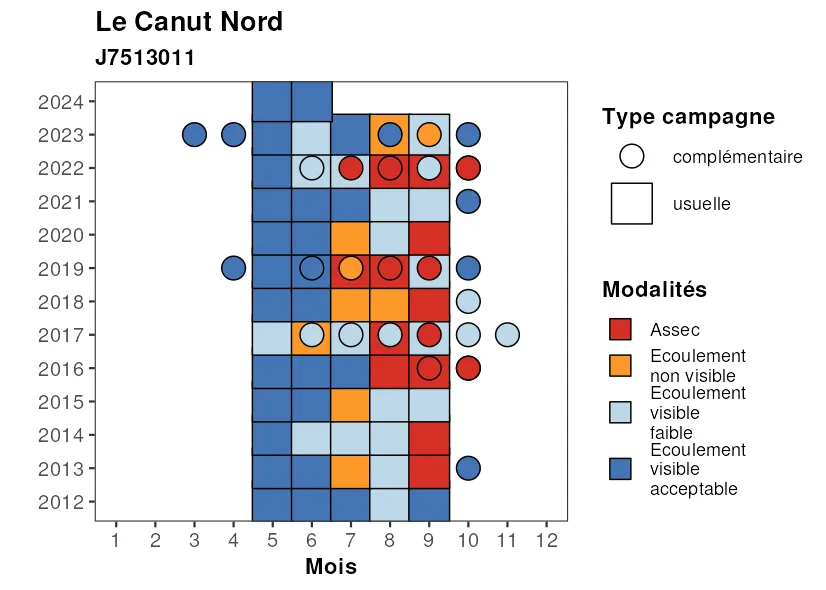 Le Canut Nord
J7513011
2024
2023
2022
2021
2020
2019
2018
2017
2016
2015
2014
2013
2012
1 2 3 4 5 6 7 8 9 10 11 12
Mois
Type campagne
complémentaire
usuelle
Modalités
Assec
Ecoulement
non visible
Ecoulement
visible
faible
Ecoulement
visible
acceptable